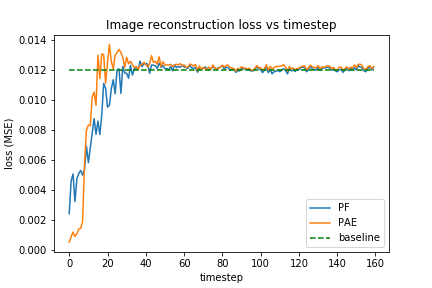 Image reconstruction loss vs timestep
loss (MSE)
0.014
0.012
0.010
0.008
0.006
0.004
0.002
0.000
0 20 40 60 80 100 120 140 160
timestep
PF
PAE
baseline